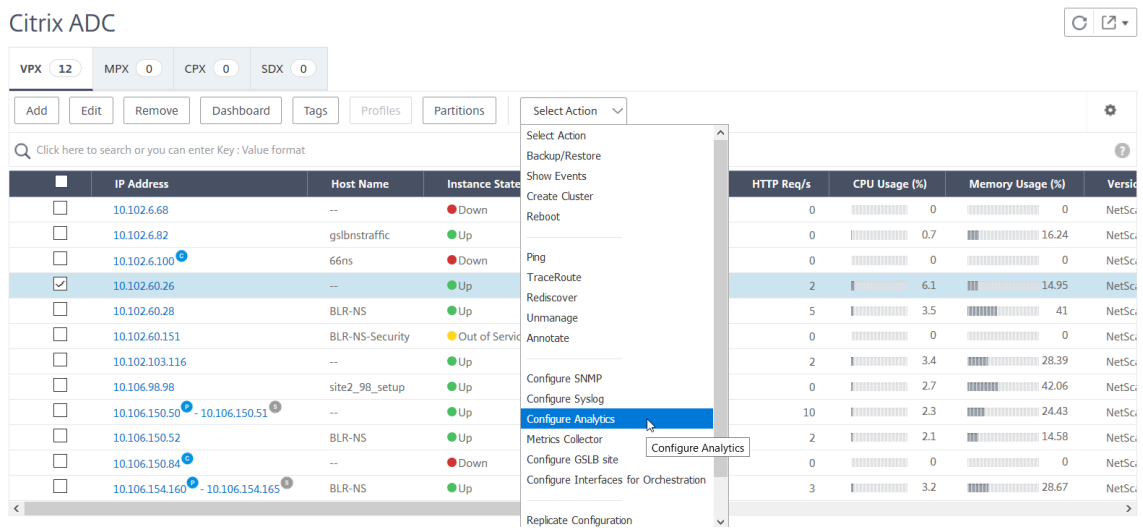 Citrix ADC
VPX 12 MPX 0 CPX 0 SDX 0
Add Edit Remove Dashboard Tags Profiles Partitions Select Action
Click here to search or you can enter Key : Value format
Select Action
Backup/Restore
Show Events
Create Cluster
Reboot
Ping
TraceRoute
Rediscover
Unmanage
Annotate
Configure SNMP
Configure Syslog
Configure Analytics
Metrics Collector
Configure GSLB site
Configure Interfaces for Orchestration
Replicate Configuration
Configure Analytics
IP Address Host Name Instance State HTTP Req/s CPU Usage (%) Memory Usage (%) Versio
10.102.6.68 -- Down 0 0 0 NetSca
10.102.6.82 gslbnstraffic Up 0 0.7 16.24 NetSca
10.102.6.100 C 66ns Down 0 0 0 NetSca
10.102.60.26 -- Up 2 6.1 14.95 NetSca
10.102.60.28 BLR-NS Up 5 3.5 41 NetSca
10.102.60.151 BLR-NS-Security Out of Servic 0 0 0 NetSca
10.102.103.116 -- Up 2 3.4 28.39 NetSca
10.106.98.98 site2_98_setup Up 0 2.7 42.06 NetSca
10.106.150.50 P - 10.106.150.51 S -- Up 10 2.3 24.43 NetSca
10.106.150.52 BLR-NS Up 2 2.1 14.58 NetSca
10.106.150.84 C -- Down 0 0 0 NetSca
10.106.154.160 P - 10.106.154.165 S BLR-NS Up 3 3.2 28.67 NetSca